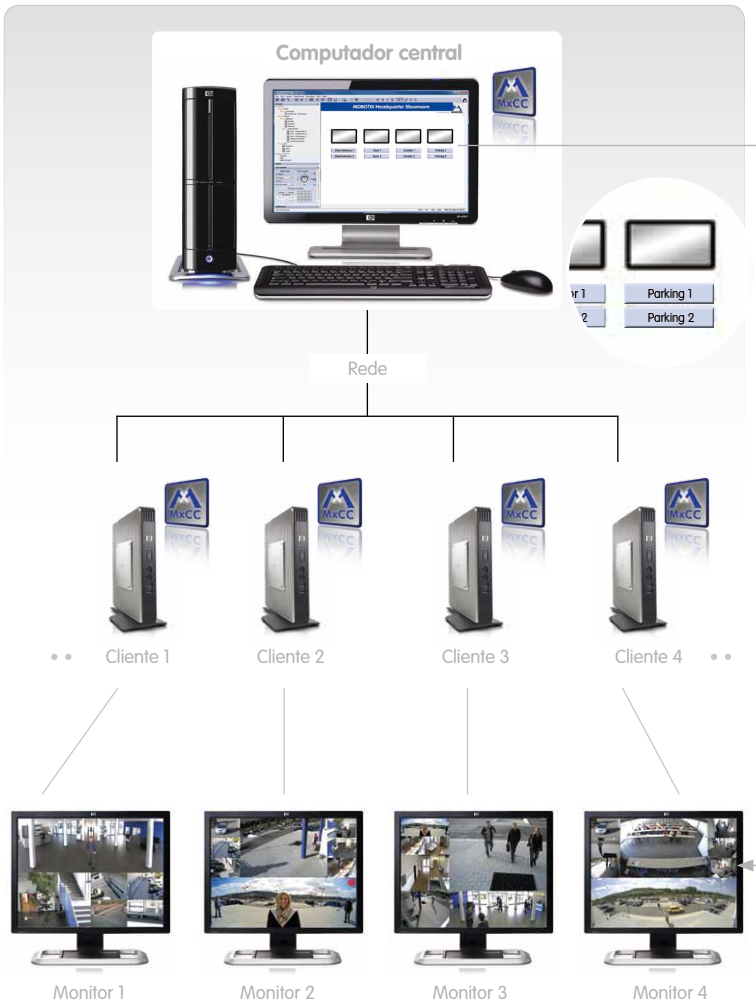 Computador central
MxCC
MOBOTIX Headquarter Showroom
or 1
Parking 1
2
Parking 2
Rede
MxCC
MxCC
MxCC
MxCC
Cliente 1
Cliente 2
Cliente 3
Cliente 4
Monitor 1
Monitor 2
Monitor 3
Monitor 4